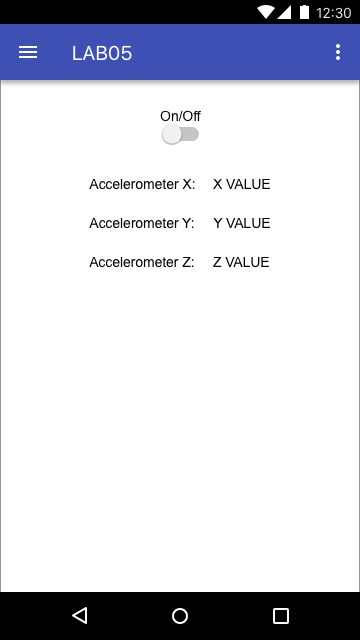 12:30
LAB05
On/Off
Accelerometer X: X VALUE
Accelerometer Y: Y VALUE
Accelerometer Z: Z VALUE